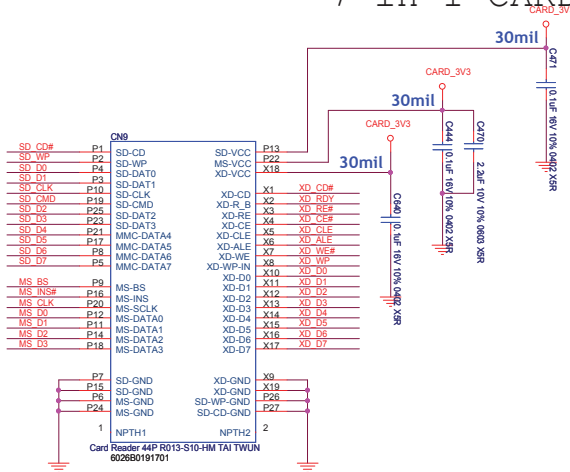 7 IN 1 CARD
CARD_3V
30mil
C471
0.1uF 16V 10% 0402 X5R
CARD_3V3
30mil
C444
0.1uF 16V 10% 0402 X5R
C470
2.2uF 10V 10% 0603 X5R
CARD_3V3
30mil
C640
0.1uF 16V 10% 0402 X5R
CN9
SD_CD# P1 SD-CD SD-VCC P13
SD_WP P2 SD-WP MS-VCC P22
SD_D0 P4 SD-DAT0 XD-VCC X18
SD_D1 P3 SD-DAT1
SD_CLK P10 SD-CLK XD-CD X1 XD_CD#
SD_CMD P19 SD-CMD XD-R_B X2 XD_RDY
SD_D2 P25 SD-DAT2 XD-RE X3 XD_RE#
SD_D3 P23 SD-DAT3 XD-CE X4 XD_CE#
SD_D4 P21 MMC-DATA4 XD-CLE X5 XD_CLE
SD_D5 P17 MMC-DATA5 XD-ALE X6 XD_ALE
SD_D6 P8 MMC-DATA6 XD-WE X7 XD_WE#
SD_D7 P5 MMC-DATA7 XD-WP-IN X8 XD_WP
XD-D0 X10 XD_D0
MS_BS P9 MS-BS XD-D1 X11 XD_D1
MS_INS# P16 MS-INS XD-D2 X12 XD_D2
MS_CLK P20 MS-SCLK XD-D3 X13 XD_D3
MS_D0 P12 MS-DATA0 XD-D4 X14 XD_D4
MS_D1 P11 MS-DATA1 XD-D5 X15 XD_D5
MS_D2 P14 MS-DATA2 XD-D6 X16 XD_D6
MS_D3 P18 MS-DATA3 XD-D7 X17 XD_D7
P7 SD-GND XD-GND X9
P15 SD-GND XD-GND X19
P6 MS-GND SD-WP-GND P26
P24 MS-GND SD-CD-GND P27
1 NPTH1 NPTH2 2
Card Reader 44P R013-S10-HM TAI TWUN
6026B0191701